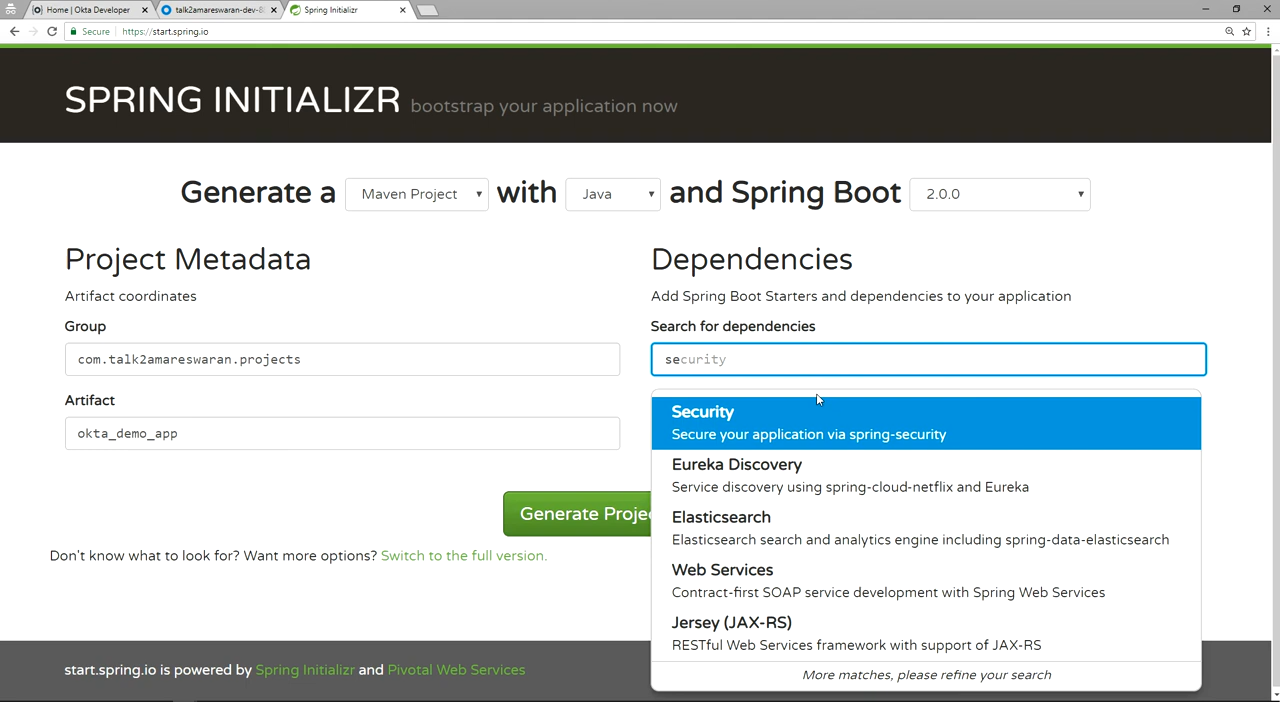 Home | Okta Developer
talk2amareswaran-dev-8
Spring Initializr
Secure
https://start.spring.io
SPRING INITIALIZR bootstrap your application now
Generate a Maven Project with Java and Spring Boot 2.0.0
Project Metadata
Artifact coordinates
Group
com.talk2amareswaran.projects
Artifact
okta_demo_app
Dependencies
Add Spring Boot Starters and dependencies to your application
Search for dependencies
security
Security
Secure your application via spring-security
Eureka Discovery
Service discovery using spring-cloud-netflix and Eureka
Elasticsearch
Elasticsearch search and analytics engine including spring-data-elasticsearch
Web Services
Contract-first SOAP service development with Spring Web Services
Jersey (JAX-RS)
RESTful Web Services framework with support of JAX-RS
More matches, please refine your search
Generate Projec
Don't know what to look for? Want more options? Switch to the full version.
start.spring.io is powered by Spring Initializr and Pivotal Web Services